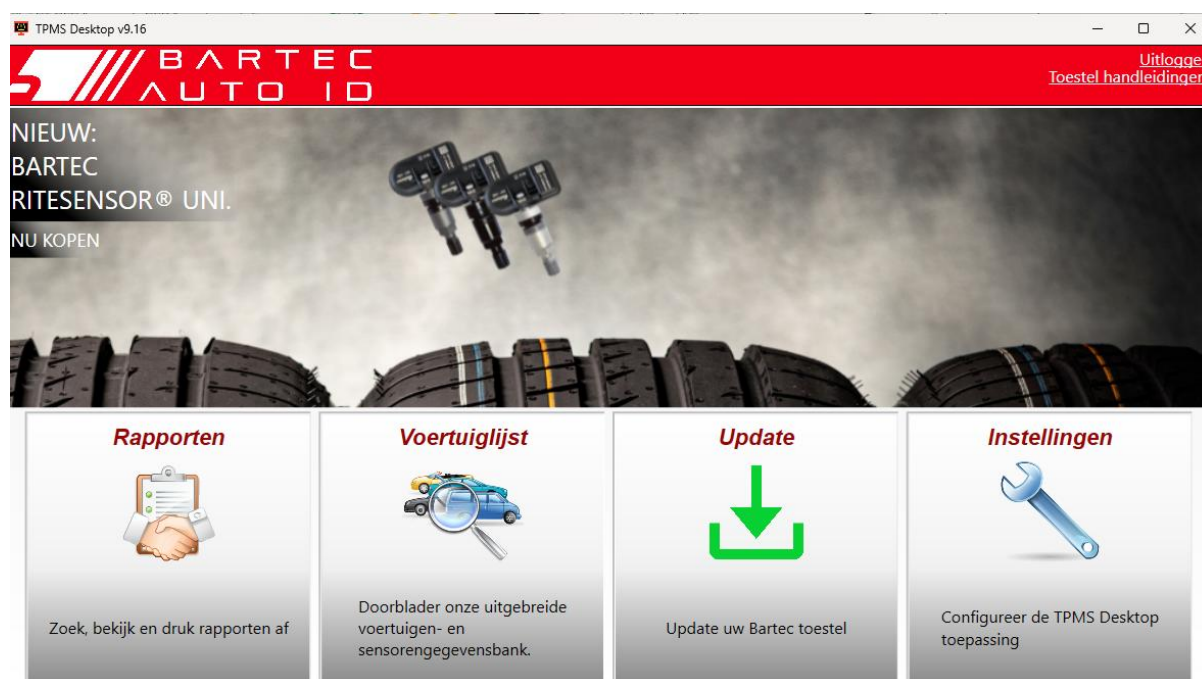 TPMS Desktop v9.16
BARTEC
AUTO ID
Uitlogge
Toestel handleidinger
NIEUW:
BARTEC
RITESENSOR® UNI.
NU KOPEN
Rapporten
Zoek, bekijk en druk rapporten af
Voertuiglijst
Doorblader onze uitgebreide
voertuigen- en
sensorengegevensbank.
Update
Update uw Bartec toestel
Instellingen
Configureer de TPMS Desktop
toepassing